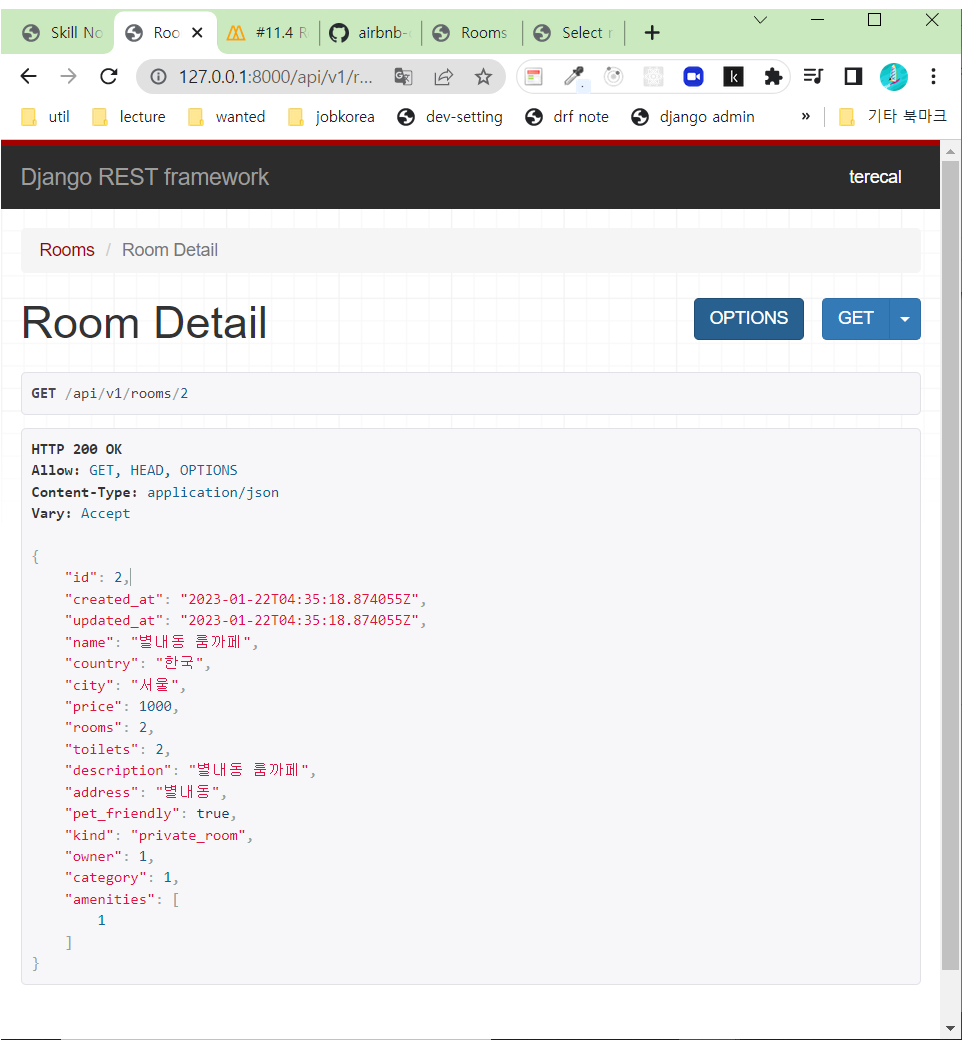 Skill No
Roo
#11.4 R
airbnb-
Rooms
Select r
127.0.0.1:8000/api/v1/r...
util
lecture
wanted
jobkorea
dev-setting
drf note
django admin
»
기타 북마크
Django REST framework
terecal
Rooms / Room Detail
Room Detail
OPTIONS
GET
GET /api/v1/rooms/2
HTTP 200 OK
Allow: GET, HEAD, OPTIONS
Content-Type: application/json
Vary: Accept
{
"id": 2,
"created_at": "2023-01-22T04:35:18.874055Z",
"updated_at": "2023-01-22T04:35:18.874055Z",
"name": "별내동 룸까페",
"country": "한국",
"city": "서울",
"price": 1000,
"rooms": 2,
"toilets": 2,
"description": "별내동 룸까페",
"address": "별내동",
"pet_friendly": true,
"kind": "private_room",
"owner": 1,
"category": 1,
"amenities": [
1
]
}